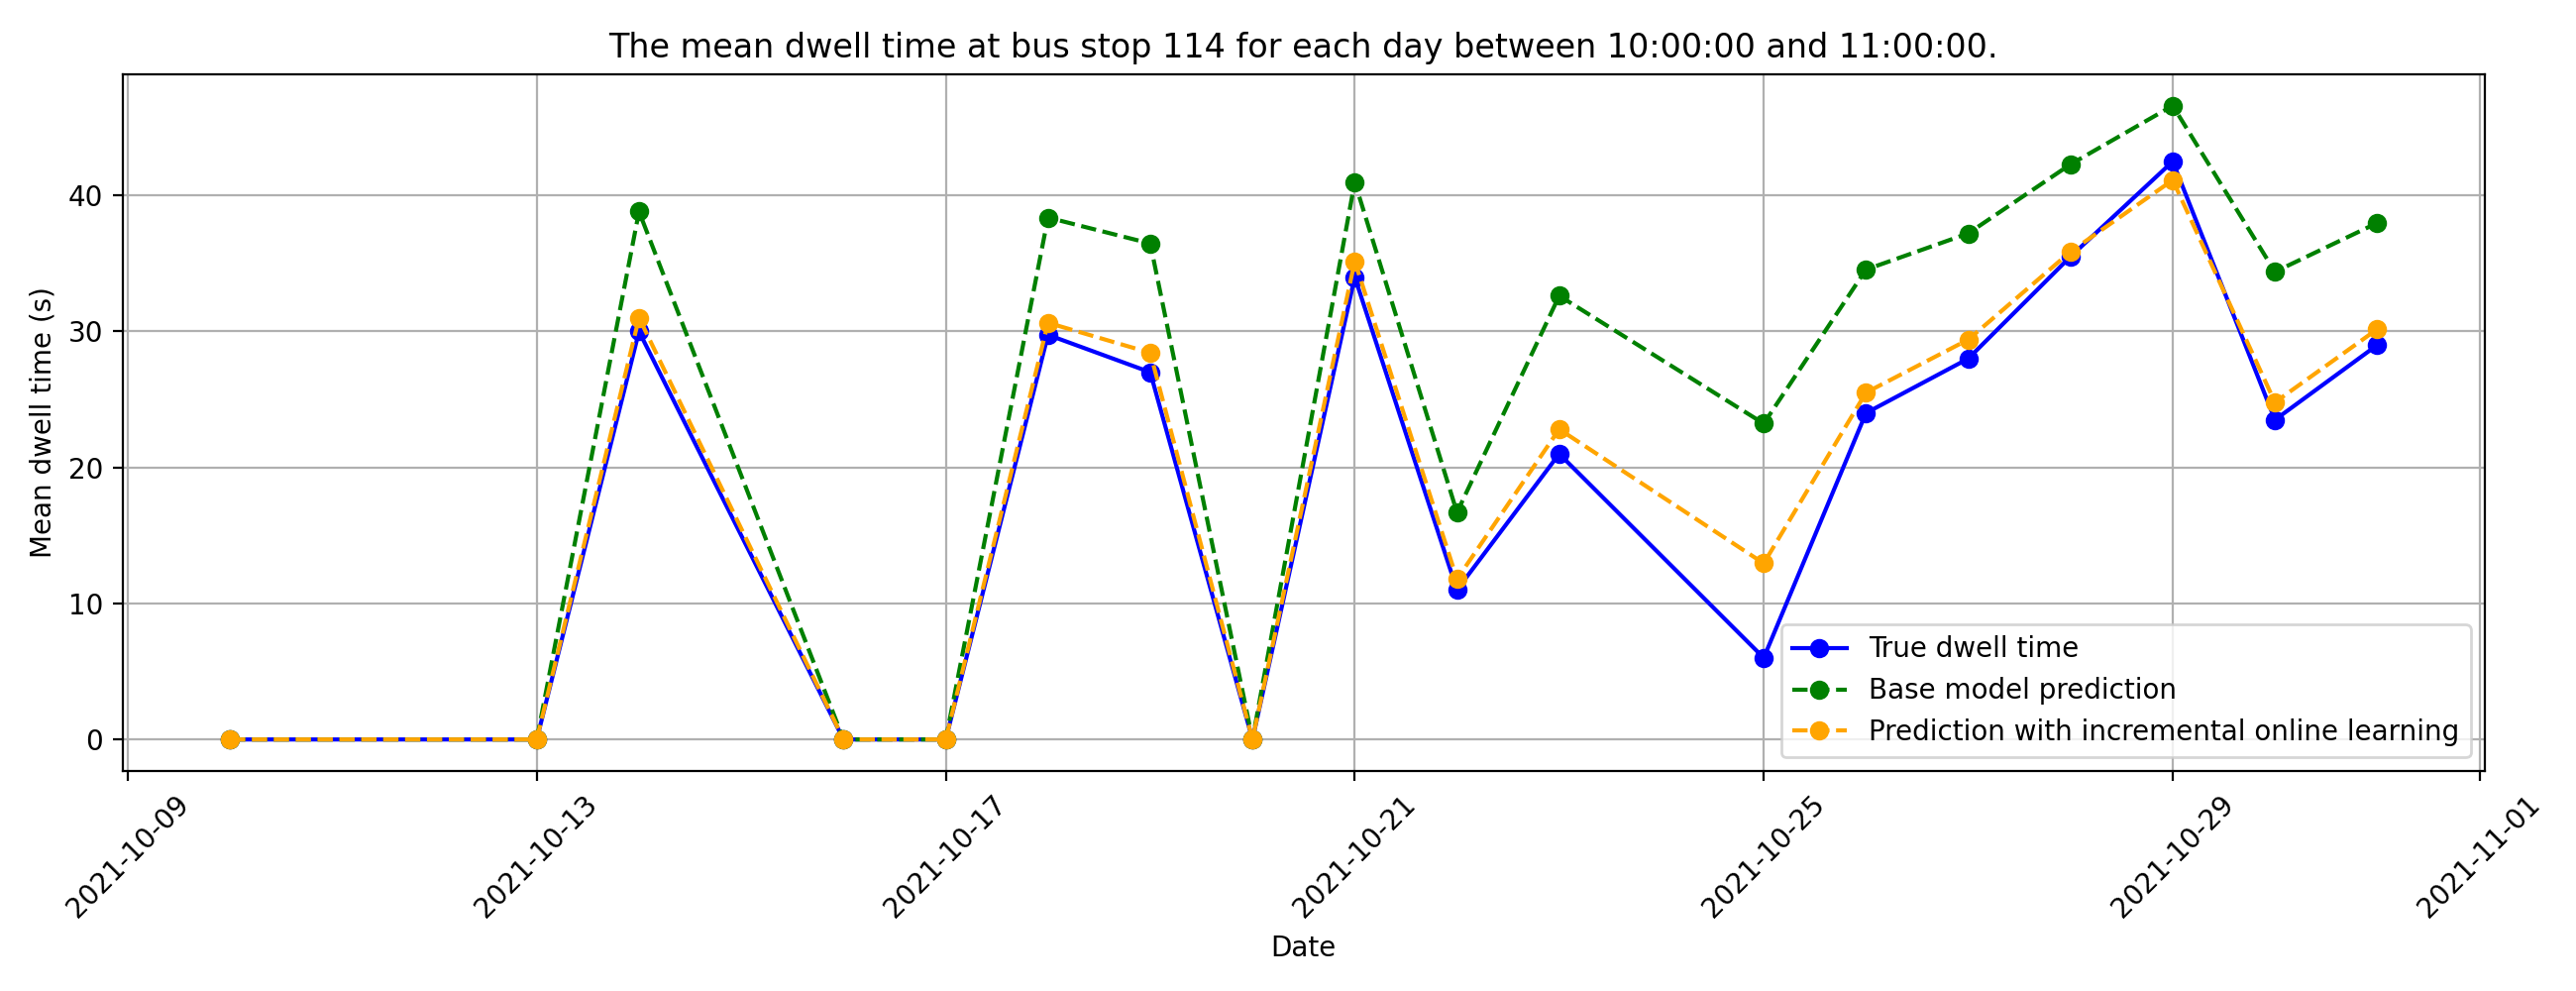 The mean dwell time at bus stop 114 for each day between 10:00:00 and 11:00:00.
Mean dwell time (s)
40
30
20
10
0
True dwell time
Base model prediction
Prediction with incremental online learning
2021-10-09
2021-10-13
2021-10-17
2021-10-21
2021-10-25
2021-10-29
2021-11-01
Date